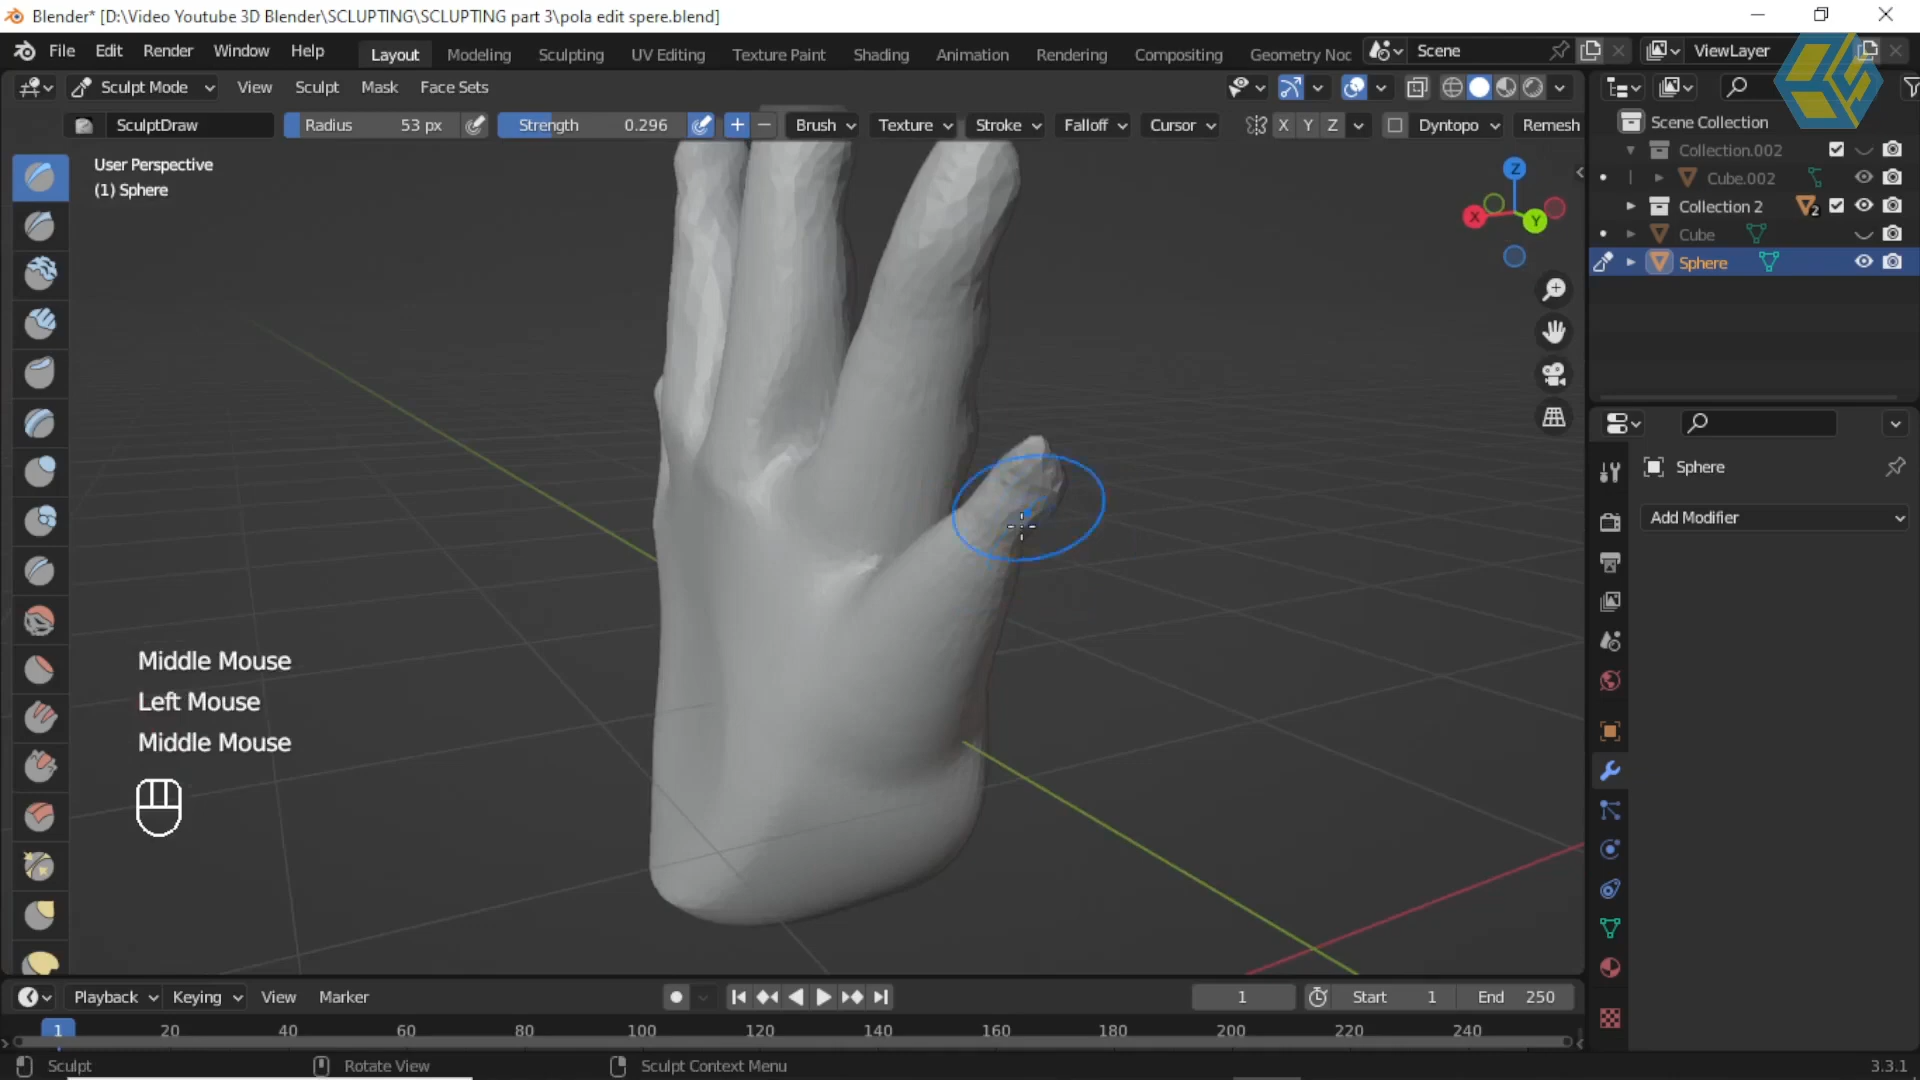 Blender* [D:\Video Youtube 3D Blender\SCLUPTING\SCLUPTING part 3\pola edit spere.blend]
File Edit Render Window Help Layout Modeling Sculpting UV Editing Texture Paint Shading Animation Rendering Compositing Geometry Noc Scene ViewLayer
Sculpt Mode View Sculpt Mask Face Sets
SculptDraw Radius 53 px Strength 0.296 Brush Texture Stroke Falloff Cursor X Y Z Dyntopo Remesh
Scene Collection
Collection.002
Cube.002
Collection 2 2
Cube
Sphere
User Perspective
(1) Sphere
Z
X
Y
Sphere
Add Modifier
Middle Mouse
Left Mouse
Middle Mouse
Playback Keying View Marker 1 Start 1 End 250
1 20 40 60 80 100 120 140 160 180 200 220 240
Sculpt Rotate View Sculpt Context Menu 3.3.1